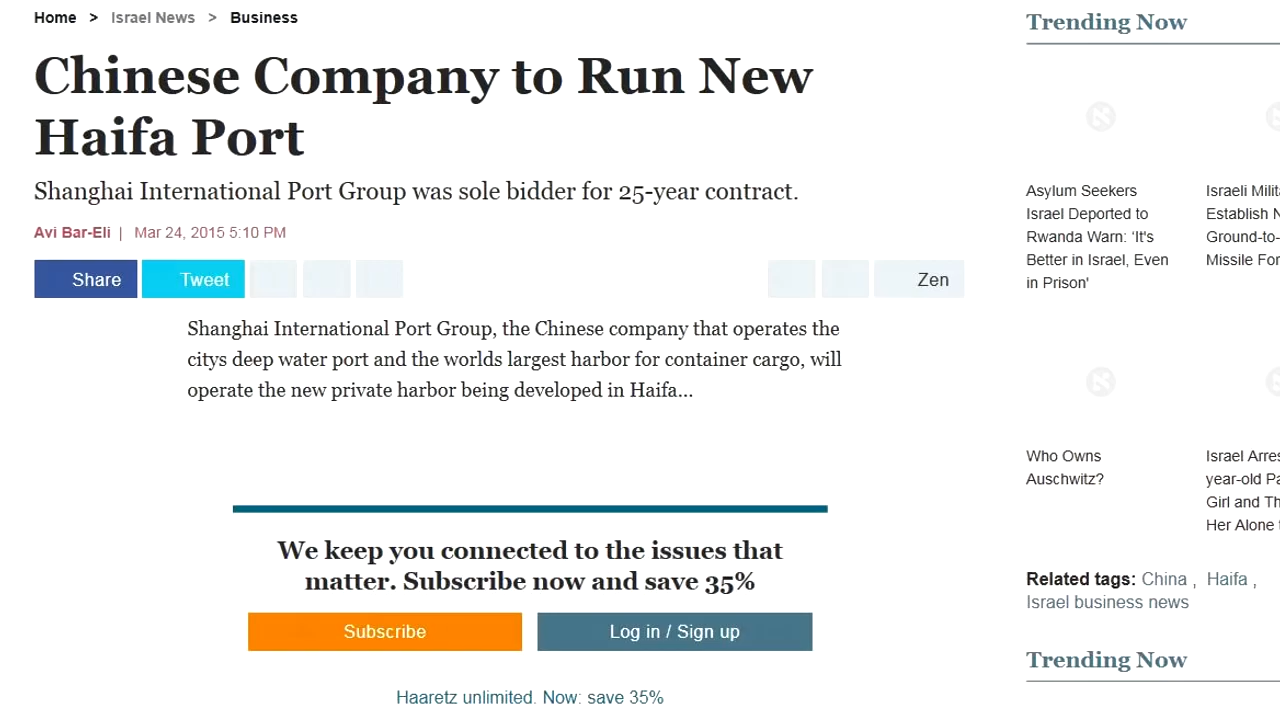 Home > Israel News > Business
Chinese Company to Run New
Haifa Port
Shanghai International Port Group was sole bidder for 25-year contract.
Avi Bar-Eli | Mar 24, 2015 5:10 PM
Share Tweet Zen
Shanghai International Port Group, the Chinese company that operates the
citys deep water port and the worlds largest harbor for container cargo, will
operate the new private harbor being developed in Haifa...
We keep you connected to the issues that
matter. Subscribe now and save 35%
Subscribe Log in / Sign up
Haaretz unlimited. Now: save 35%
Trending Now
Asylum Seekers
Israel Deported to
Rwanda Warn: 'It's
Better in Israel, Even
in Prison'
Israeli Milit
Establish N
Ground-to-
Missile For
Who Owns
Auschwitz?
Israel Arres
year-old Pa
Girl and Th
Her Alone
Related tags: China , Haifa ,
Israel business news
Trending Now